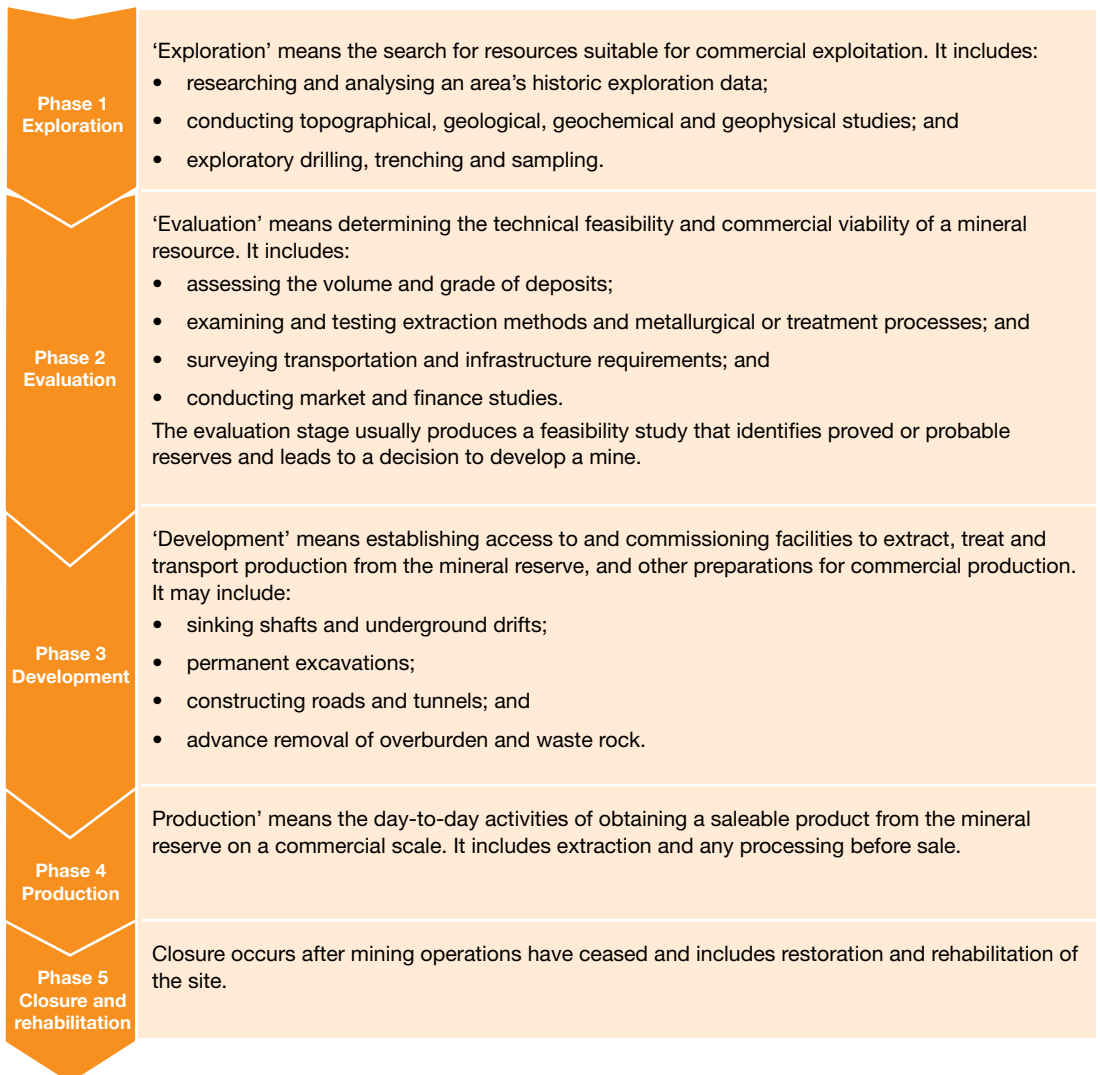 Phase 1
Exploration
‘Exploration’ means the search for resources suitable for commercial exploitation. It includes:
• researching and analysing an area’s historic exploration data;
• conducting topographical, geological, geochemical and geophysical studies; and
• exploratory drilling, trenching and sampling.
Phase 2
Evaluation
‘Evaluation’ means determining the technical feasibility and commercial viability of a mineral
resource. It includes:
• assessing the volume and grade of deposits;
• examining and testing extraction methods and metallurgical or treatment processes; and
• surveying transportation and infrastructure requirements; and
• conducting market and finance studies.
The evaluation stage usually produces a feasibility study that identifies proved or probable
reserves and leads to a decision to develop a mine.
Phase 3
Development
‘Development’ means establishing access to and commissioning facilities to extract, treat and
transport production from the mineral reserve, and other preparations for commercial production.
It may include:
• sinking shafts and underground drifts;
• permanent excavations;
• constructing roads and tunnels; and
• advance removal of overburden and waste rock.
Phase 4
Production
Production’ means the day-to-day activities of obtaining a saleable product from the mineral
reserve on a commercial scale. It includes extraction and any processing before sale.
Phase 5
Closure and
rehabilitation
Closure occurs after mining operations have ceased and includes restoration and rehabilitation of
the site.